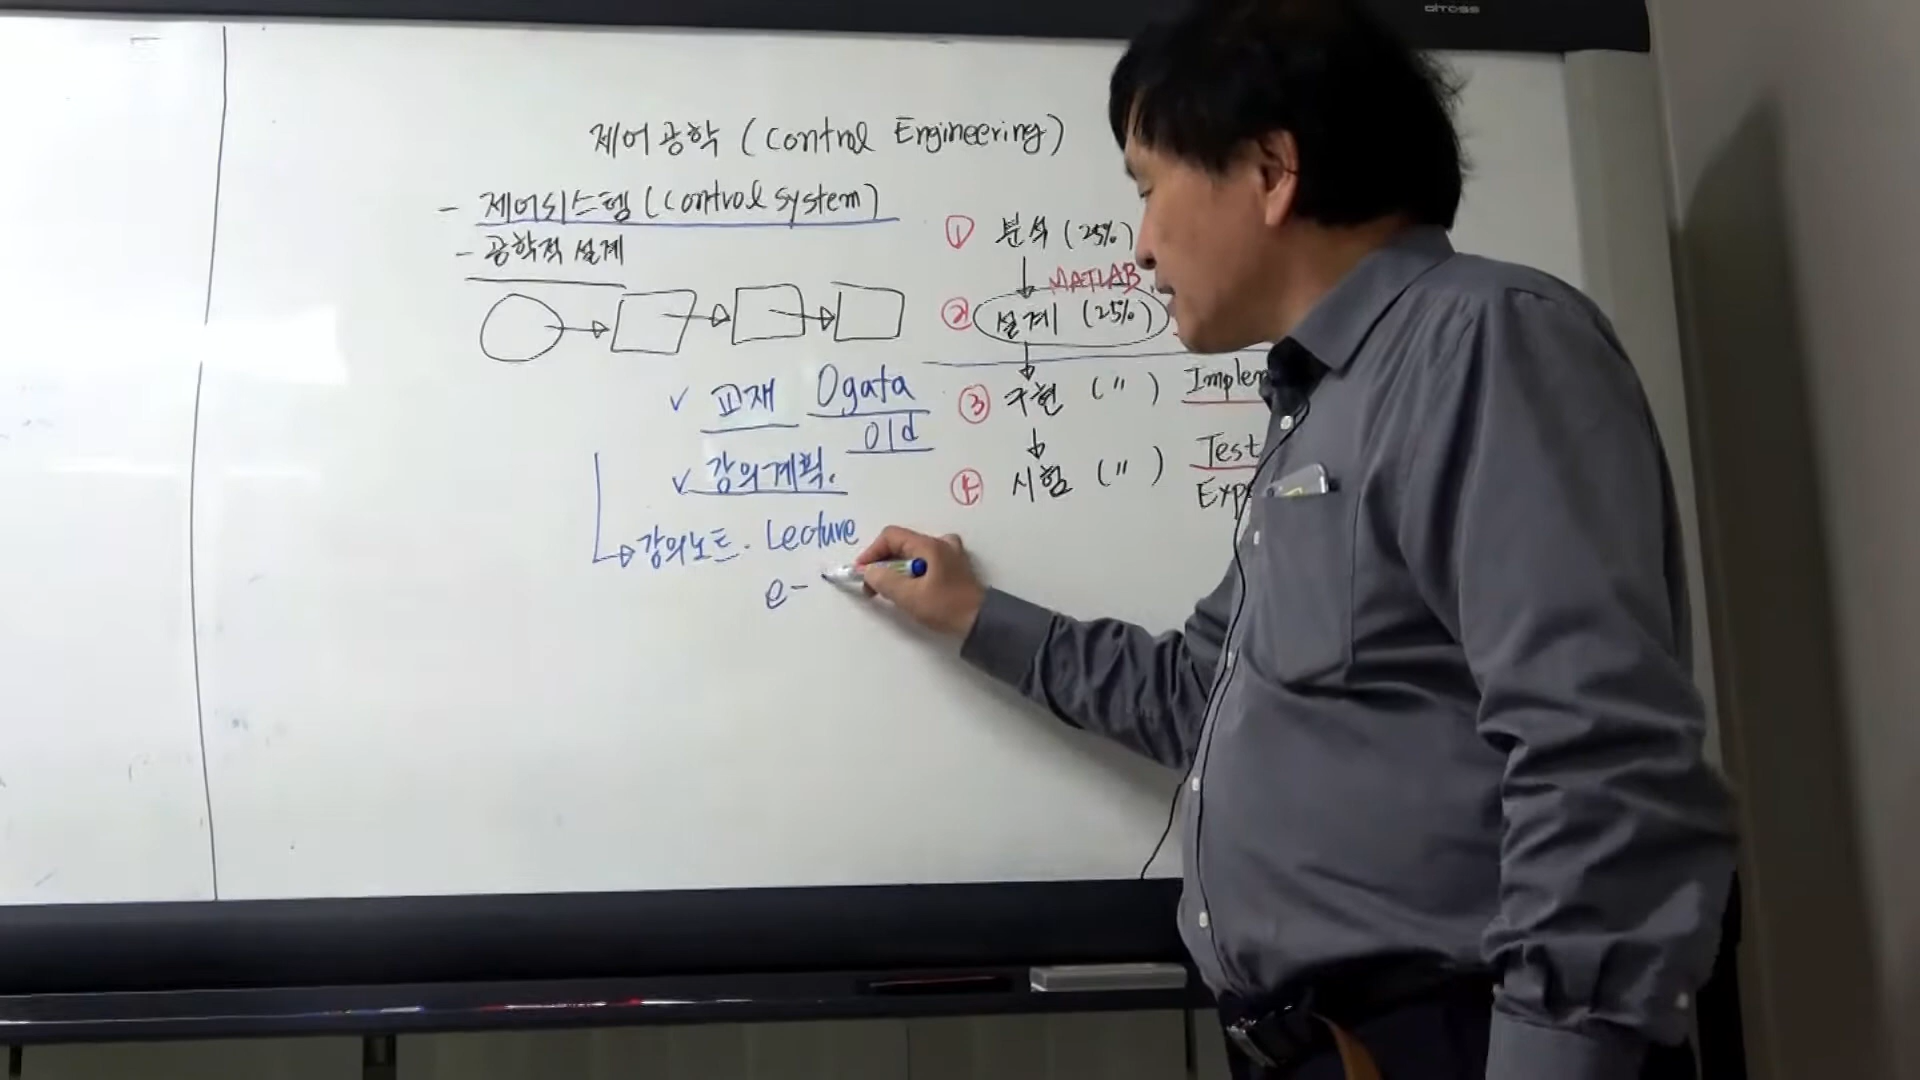 제어공학 (Control Engineering)
- 제어시스템 (Control System)
- 공학적 설계
① 분석 (25%)
MATLAB
② 설계 (25%)
③ 구현 ( " ) Implem
④ 시험 ( " ) Test
Exp
✓ 교재 Ogata
Old
✓ 강의계획.
강의노트. Lecture
e-